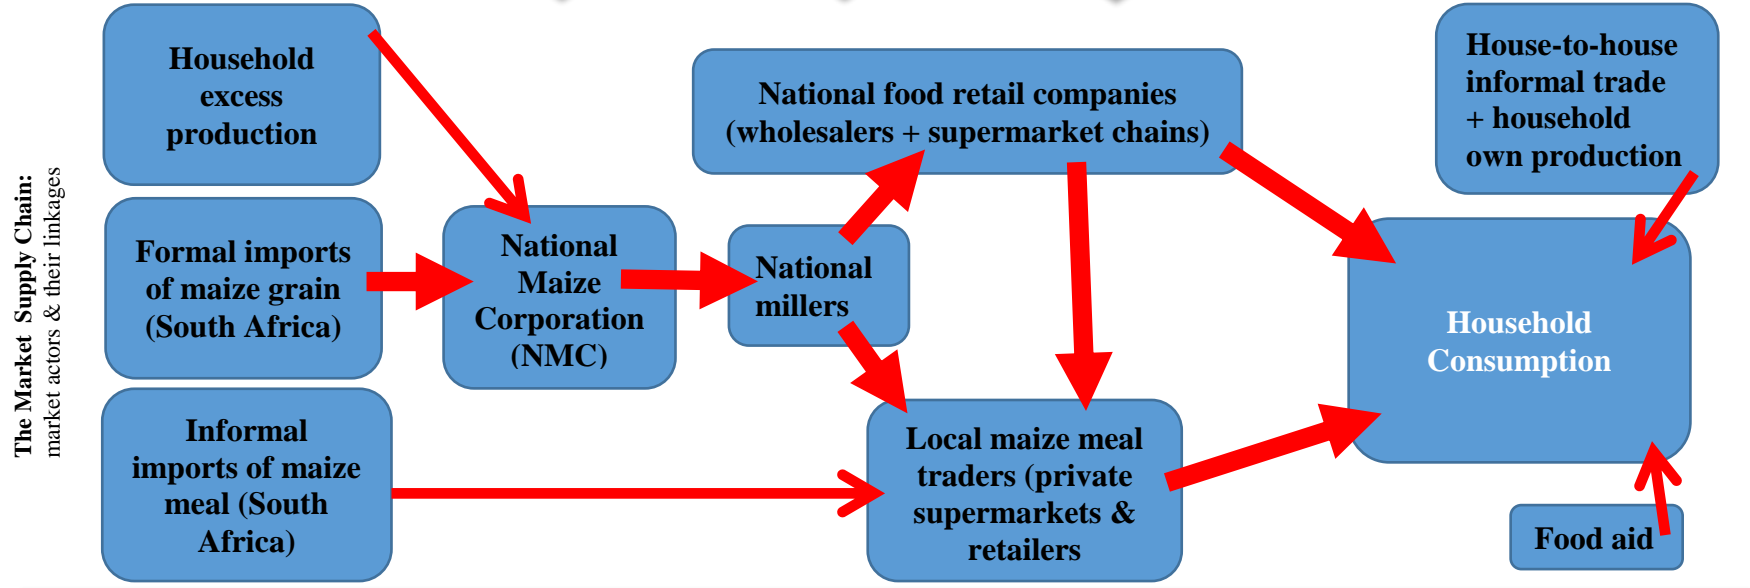 The Market Supply Chain:
market actors & their linkages
Household
excess
production
Formal imports
of maize grain
(South Africa)
Informal
imports of maize
meal (South
Africa)
National
Maize
Corporation
(NMC)
National
millers
National food retail companies
(wholesalers + supermarket chains)
Local maize meal
traders (private
supermarkets &
retailers
House-to-house
informal trade
+ household
own production
Household
Consumption
Food aid